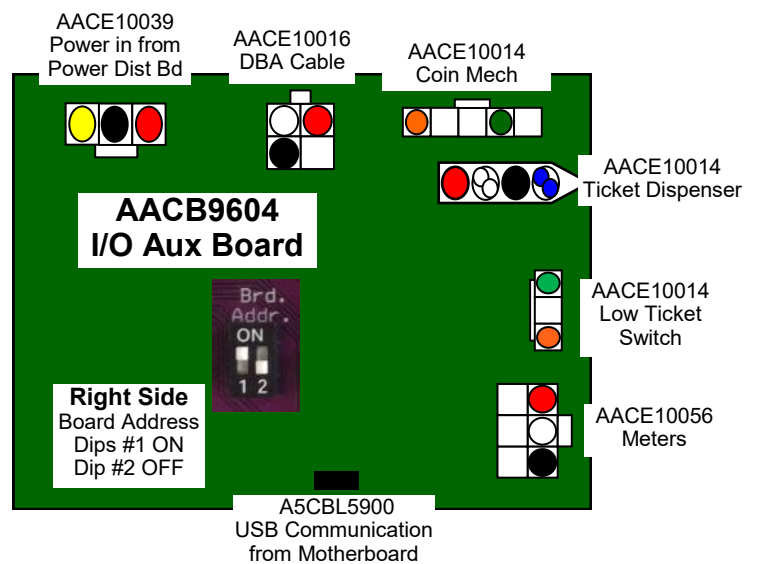 AACE10039
Power in from
Power Dist Bd
AACE10016
DBA Cable
AACE10014
Coin Mech
AACE10014
Ticket Dispenser
AACB9604
I/O Aux Board
Brd.
Addr.
ON
1 2
AACE10014
Low Ticket
Switch
Right Side
Board Address
Dips #1 ON
Dip #2 OFF
AACE10056
Meters
A5CBL5900
USB Communication
from Motherboard